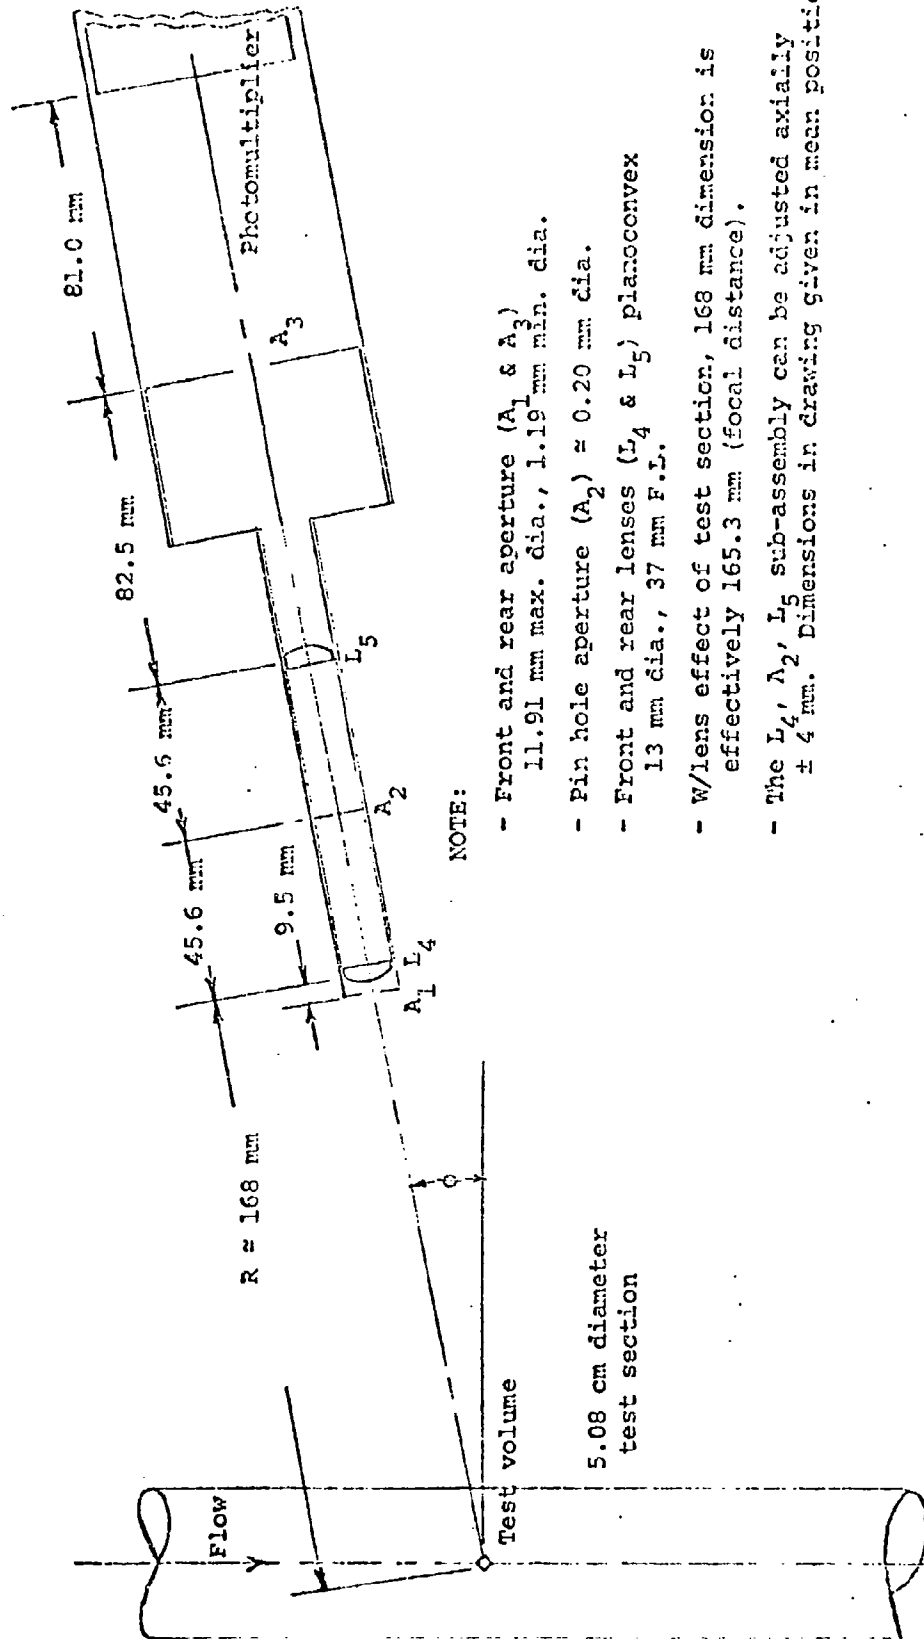 81.0 mm
82.5 mm
45.6 mm
45.6 mm
9.5 mm
R ≈ 168 mm
Photomultiplier
A3
L5
A2
L4
A1
ϕ
Flow
Test volume
5.08 cm diameter
test section
NOTE:
- Front and rear aperture (A1 & A3)
11.91 mm max. dia., 1.19 mm min. dia.
- Pin hole aperture (A2) ≈ 0.20 mm dia.
- Front and rear lenses (L4 & L5) planoconvex
13 mm dia., 37 mm F.L.
- W/lens effect of test section, 168 mm dimension is
effectively 165.3 mm (focal distance).
- The L4, A2, L5 sub-assembly can be adjusted axially
± 4 mm. Dimensions in drawing given in mean positi